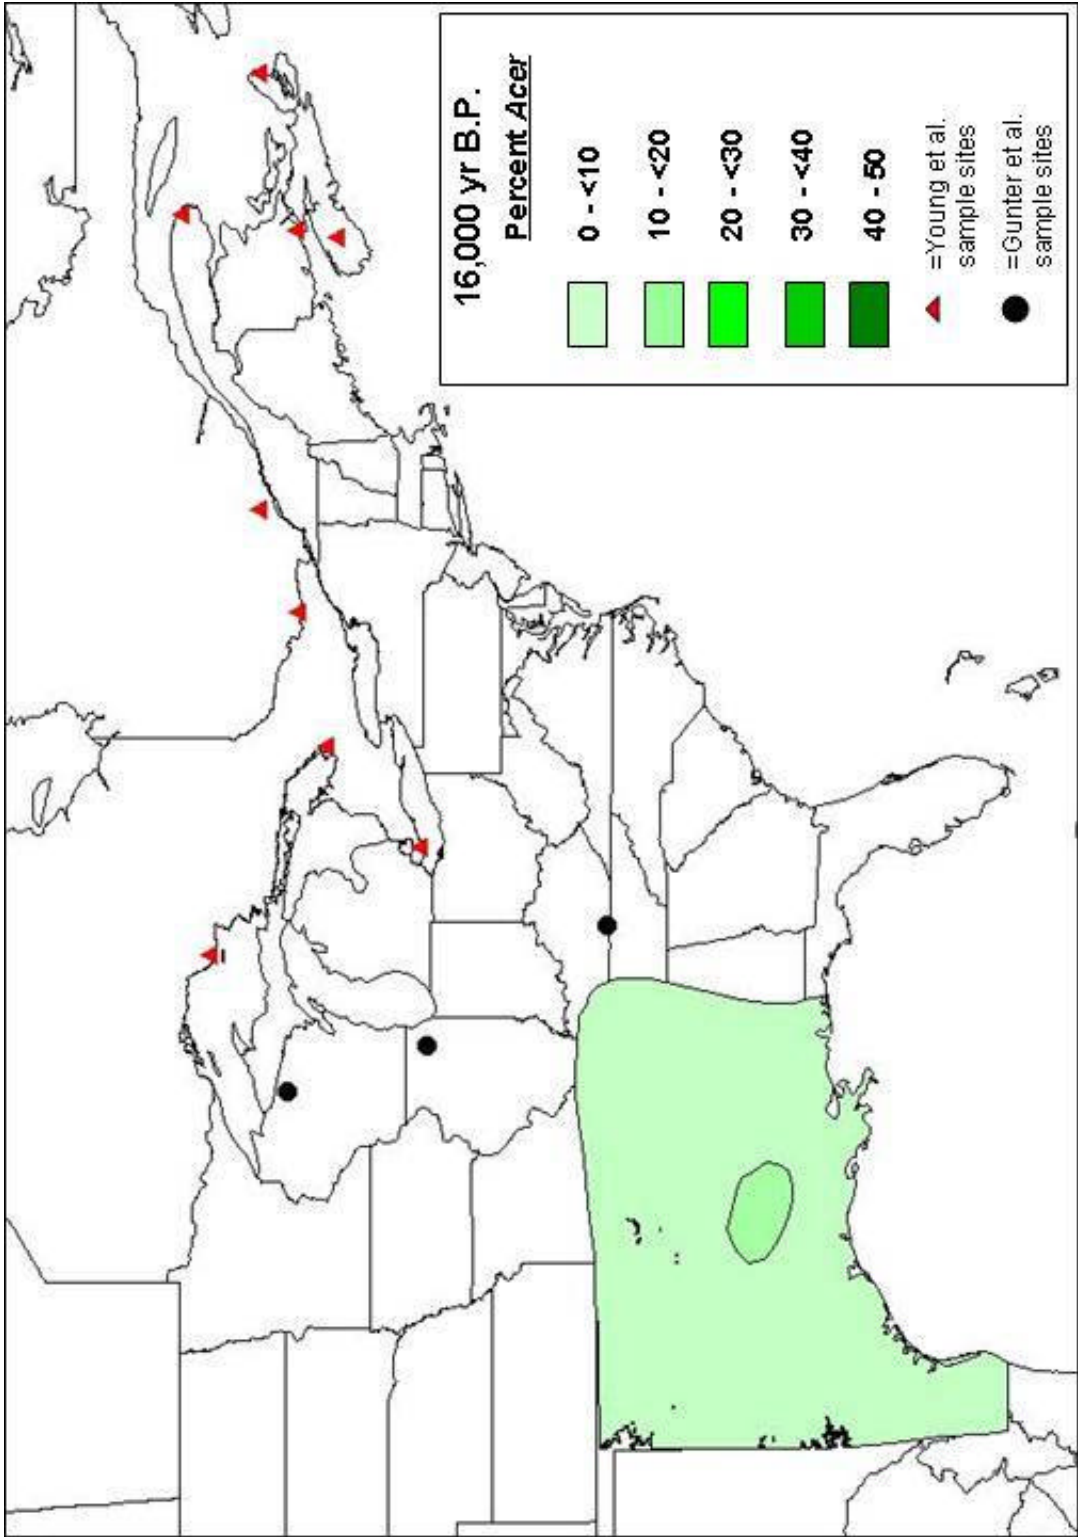 16,000 yr B.P.
Percent Acer
0 - <10
10 - <20
20 - <30
30 - <40
40 - 50
=Young et al.
sample sites
=Gunter et al.
sample sites